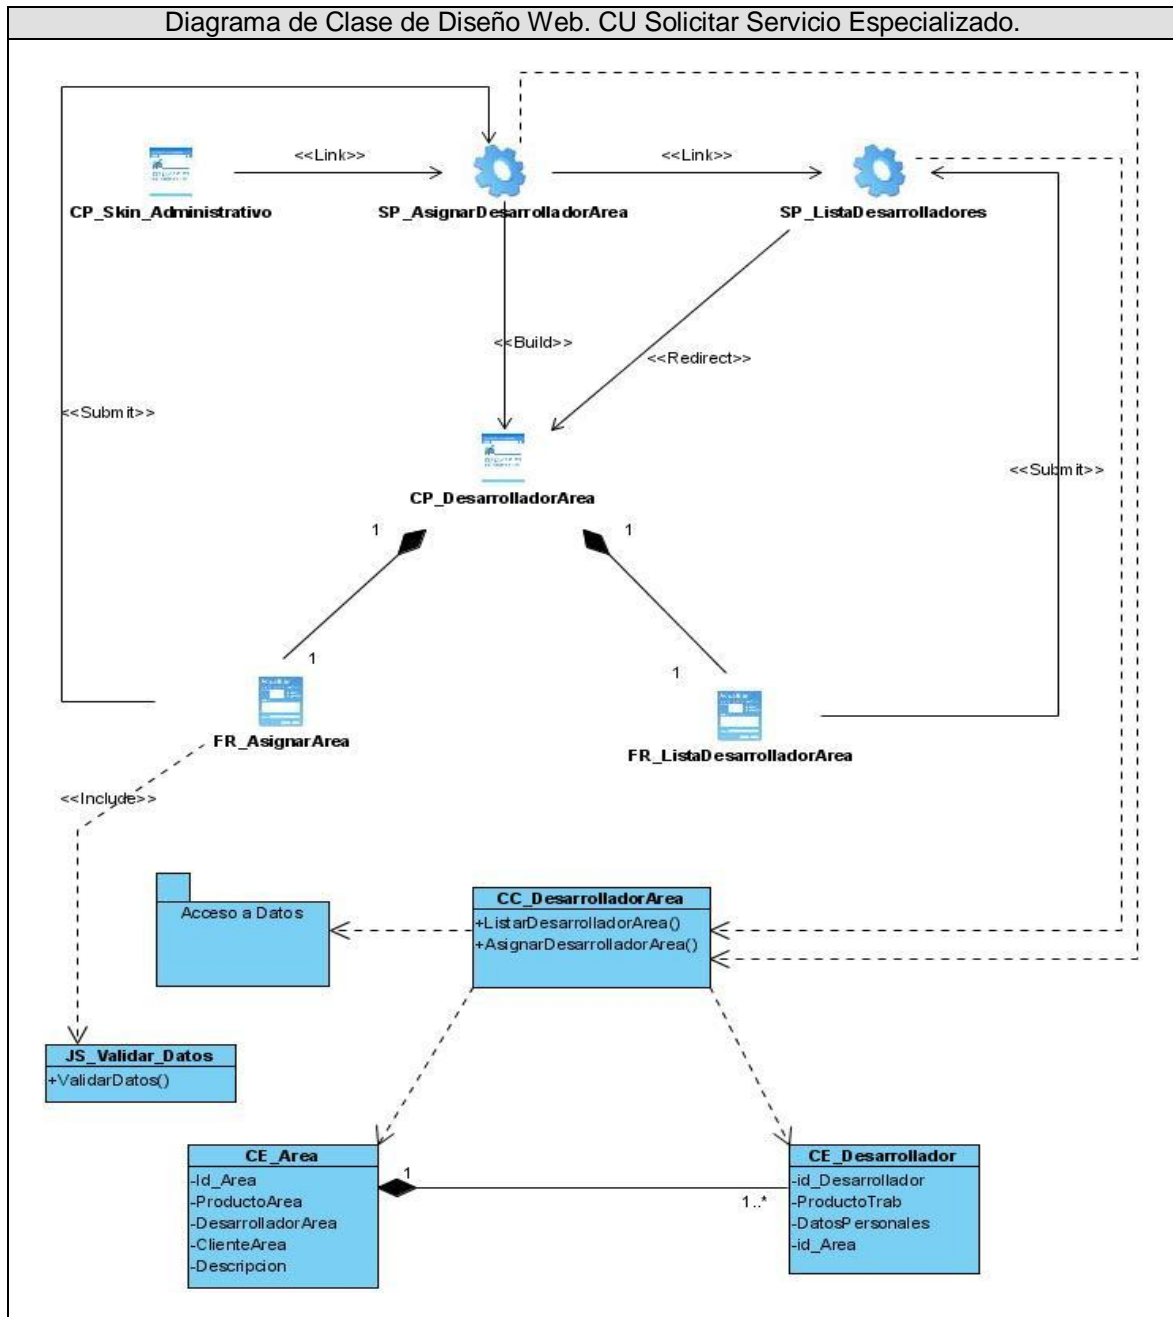 Diagrama de Clase de Diseño Web. CU Solicitar Servicio Especializado.
<<Link>>
<<Link>>
CP_Skin_Administrativo
SP_AsignarDesarrolladorArea
SP_ListaDesarrolladores
<<Build>>
<<Redirect>>
<<Submit>>
<<Submit>>
CP_DesarrolladorArea
1
1
1
1
FR_AsignarArea
FR_ListaDesarrolladorArea
<<Include>>
Acceso a Datos
CC_DesarrolladorArea
+ListarDesarrolladorArea()
+AsignarDesarrolladorArea()
JS_Validar_Datos
+ValidarDatos()
CE_Area
-Id_Area
-ProductoArea
-DesarrolladorArea
-ClienteArea
-Descripcion
1
1..*
CE_Desarrollador
-id_Desarrollador
-ProductoTrab
-DatosPersonales
-id_Area